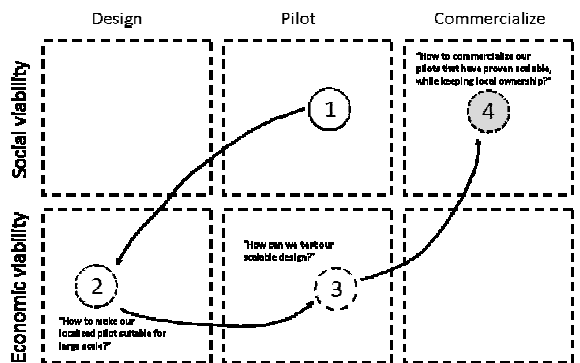 Design
Pilot
Commercialize
Social viability
"How to commercialize our
pilots that have proven scalable,
while keeping local ownership?"
1
4
Economic viability
"How can we test our
scalable design?"
2
3
"How to make our
localized pilot suitable for
large scale?"